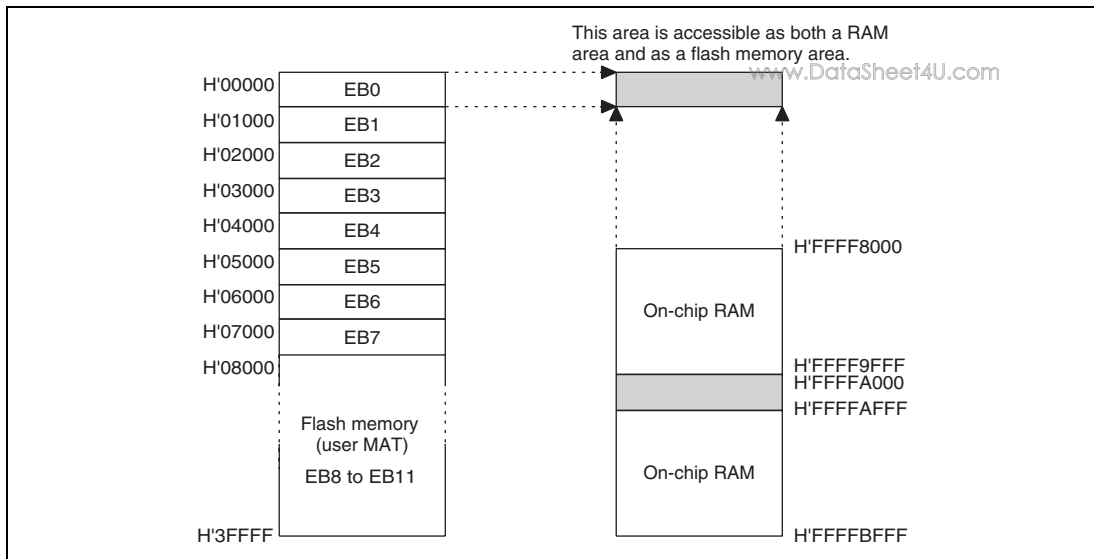 This area is accessible as both a RAM
area and as a flash memory area.
www.DataSheet4U.com
H'00000
EB0
H'01000
EB1
H'02000
EB2
H'03000
EB3
H'04000
EB4
H'05000
EB5
H'06000
EB6
H'07000
EB7
H'08000
Flash memory
(user MAT)
EB8 to EB11
H'3FFFF
H'FFFF8000
On-chip RAM
H'FFFF9FFF
H'FFFFA000
H'FFFFAFFF
On-chip RAM
H'FFFFBFFF